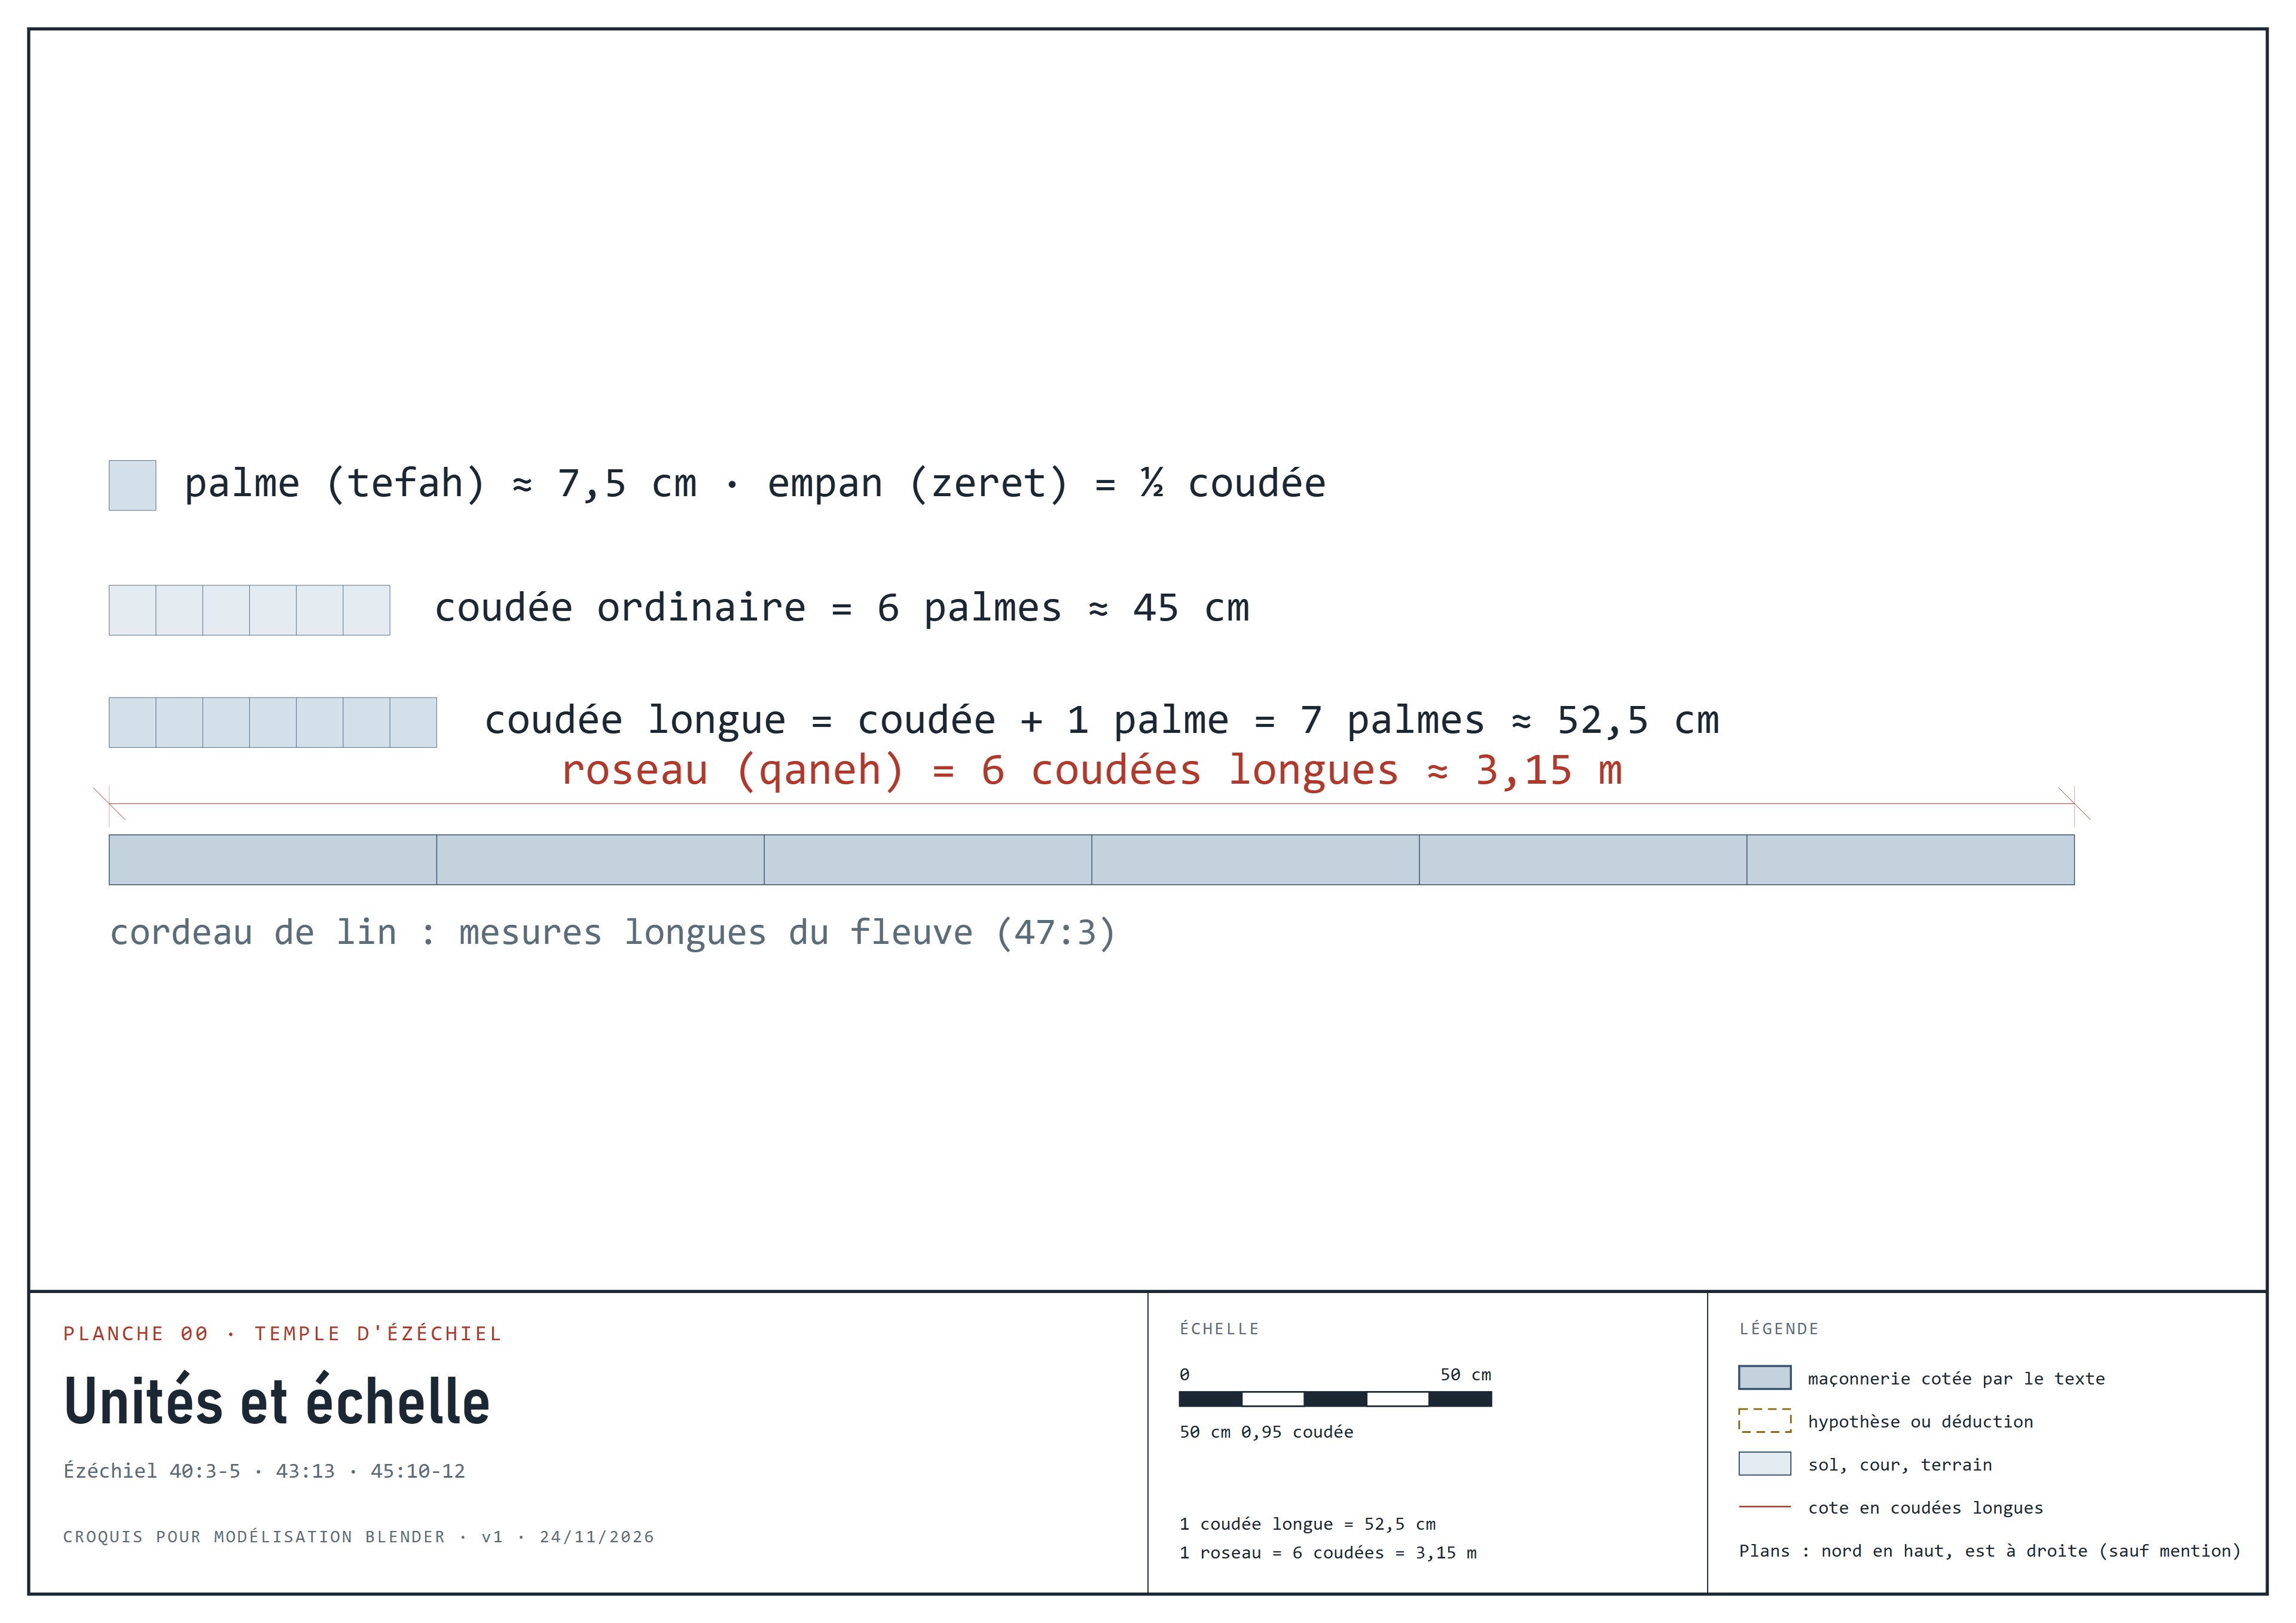 palme (tefah) ≈ 7,5 cm · empan (zeret) = ½ coudée
coudée ordinaire = 6 palmes ≈ 45 cm
coudée longue = coudée + 1 palme = 7 palmes ≈ 52,5 cm
roseau (qaneh) = 6 coudées longues ≈ 3,15 m
cordeau de lin : mesures longues du fleuve (47:3)
PLANCHE 00 · TEMPLE D'ÉZÉCHIEL
Unités et échelle
Ézéchiel 40:3-5 · 43:13 · 45:10-12
CROQUIS POUR MODÉLISATION BLENDER · v1 · 24/11/2026
ÉCHELLE
0 50 cm
50 cm 0,95 coudée
1 coudée longue = 52,5 cm
1 roseau = 6 coudées = 3,15 m
LÉGENDE
maçonnerie cotée par le texte
hypothèse ou déduction
sol, cour, terrain
cote en coudées longues
Plans : nord en haut, est à droite (sauf mention)